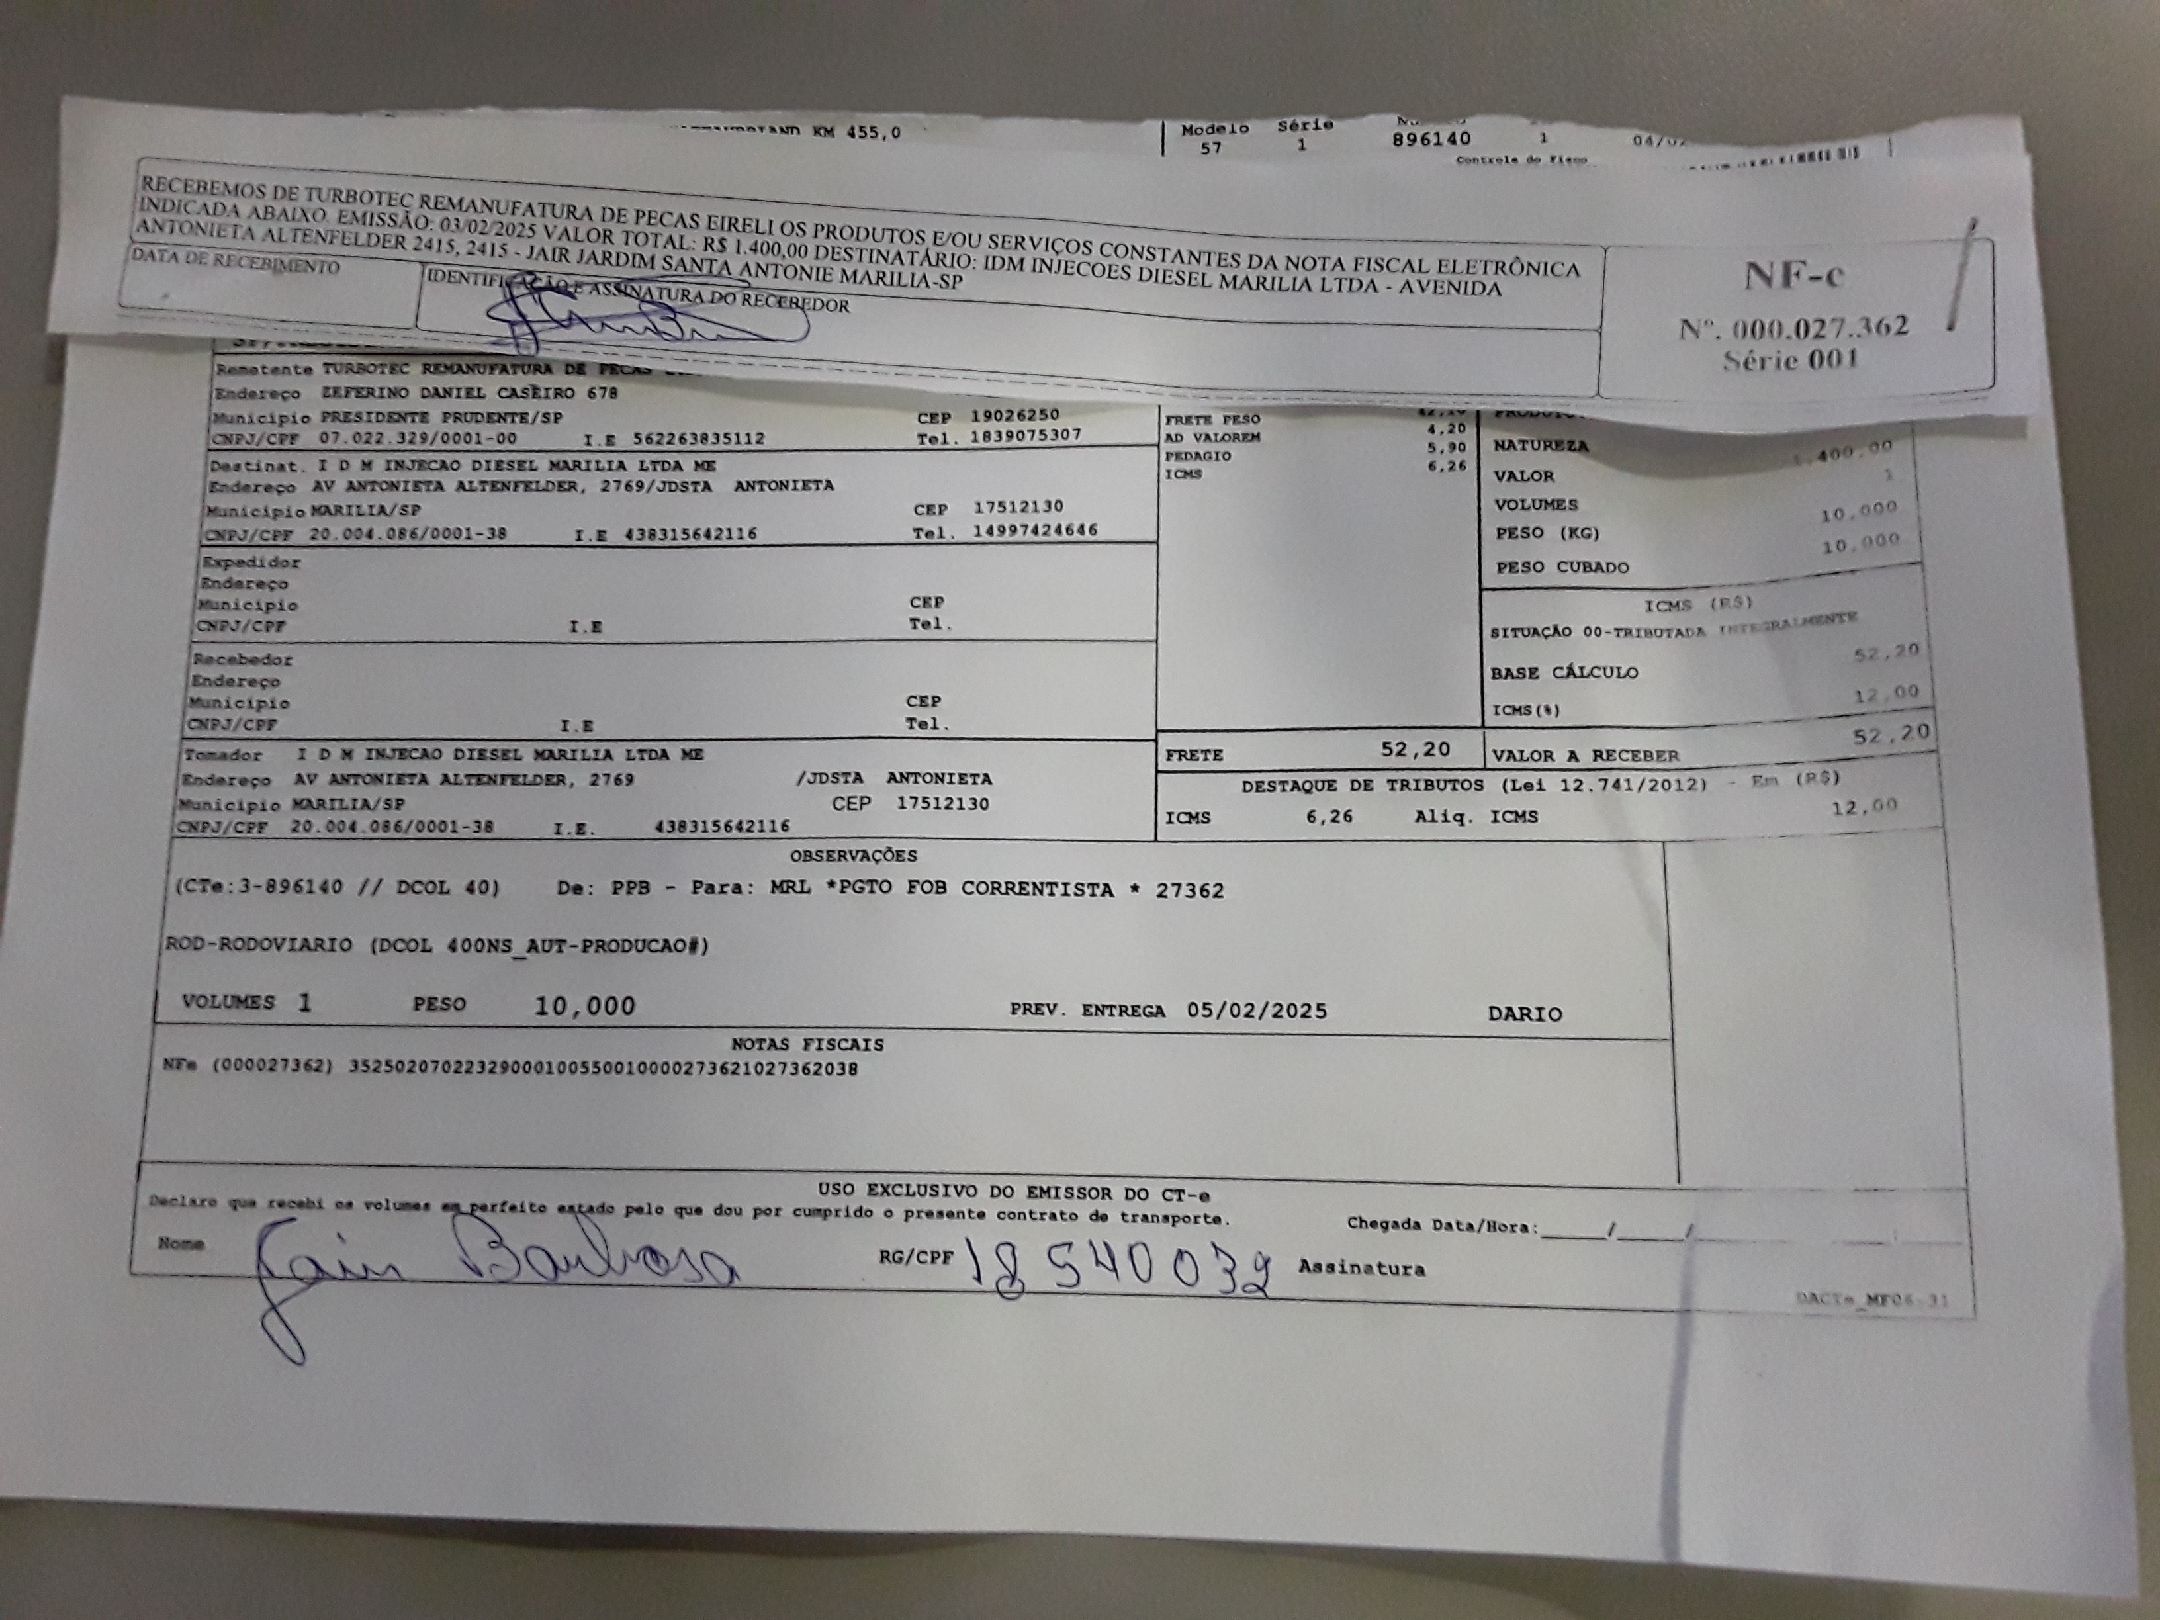 KM 455,0
Modelo Série
57 1 896140 1
Controle do Fisco
RECEBEMOS DE TURBOTEC REMANUFATURA DE PECAS EIRELI OS PRODUTOS E/OU SERVIÇOS CONSTANTES DA NOTA FISCAL ELETRÔNICA
INDICADA ABAIXO. EMISSÃO: 03/02/2025 VALOR TOTAL: R$ 1.400,00 DESTINATÁRIO: IDM INJECOES DIESEL MARILIA LTDA - AVENIDA
ANTONIETA ALTENFELDER 2415, 2415 - JAIR JARDIM SANTA ANTONIE MARILIA-SP
DATA DE RECEBIMENTO
IDENTIFICAÇÃO E ASSINATURA DO RECEBEDOR
NF-e
Nº. 000.027.362
Série 001
Remetente TURBOTEC REMANUFATURA DE PECAS
Endereço ZEFERINO DANIEL CASEIRO 678
Município PRESIDENTE PRUDENTE/SP CEP 19026250
CNPJ/CPF 07.022.329/0001-00 I.E 562263835112 Tel. 1839075307
Destinat. I D M INJECAO DIESEL MARILIA LTDA ME
Endereço AV ANTONIETA ALTENFELDER, 2769/JDSTA ANTONIETA
Município MARILIA/SP CEP 17512130
CNPJ/CPF 20.004.086/0001-38 I.E 438315642116 Tel. 14997424646
Expedidor
Endereço
Município CEP
CNPJ/CPF I.E Tel.
Recebedor
Endereço
Município CEP
CNPJ/CPF I.E Tel.
Tomador I D M INJECAO DIESEL MARILIA LTDA ME
Endereço AV ANTONIETA ALTENFELDER, 2769 /JDSTA ANTONIETA
Município MARILIA/SP CEP 17512130
CNPJ/CPF 20.004.086/0001-38 I.E. 438315642116
FRETE PESO
AD VALOREM 4,20
PEDAGIO 5,90
ICMS 6,26
NATUREZA
VALOR 1.400,00
VOLUMES 1
PESO (KG) 10,000
PESO CUBADO 10,000
ICMS (R$)
SITUAÇÃO 00-TRIBUTADA INTEGRALMENTE
BASE CÁLCULO 52,20
ICMS(%) 12,00
FRETE 52,20 VALOR A RECEBER 52,20
DESTAQUE DE TRIBUTOS (Lei 12.741/2012) - Em (R$)
ICMS 6,26 Aliq. ICMS 12,00
OBSERVAÇÕES
(CTe:3-896140 // DCOL 40) De: PPB - Para: MRL *PGTO FOB CORRENTISTA * 27362
ROD-RODOVIARIO (DCOL 400NS_AUT-PRODUCAO#)
VOLUMES 1 PESO 10,000 PREV. ENTREGA 05/02/2025 DARIO
NOTAS FISCAIS
NFe (000027362) 35250207022329000100550010000273621027362038
USO EXCLUSIVO DO EMISSOR DO CT-e
Declaro que recebi os volumes em perfeito estado pelo que dou por cumprido o presente contrato de transporte. Chegada Data/Hora:_____/_____/
Nome Jair Barbosa RG/CPF 18540032 Assinatura
DACTe_MF06-31